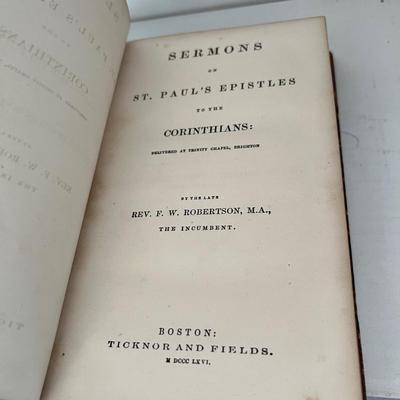 SERMONS
ON
ST. PAUL'S EPISTLES
TO THE
CORINTHIANS:
DELIVERED AT TRINITY CHAPEL, BRIGHTON
BY THE LATE
REV. F. W. ROBERTSON, M.A.,
THE INCUMBENT.
BOSTON:
TICKNOR AND FIELDS.
M DCCC LXVI.